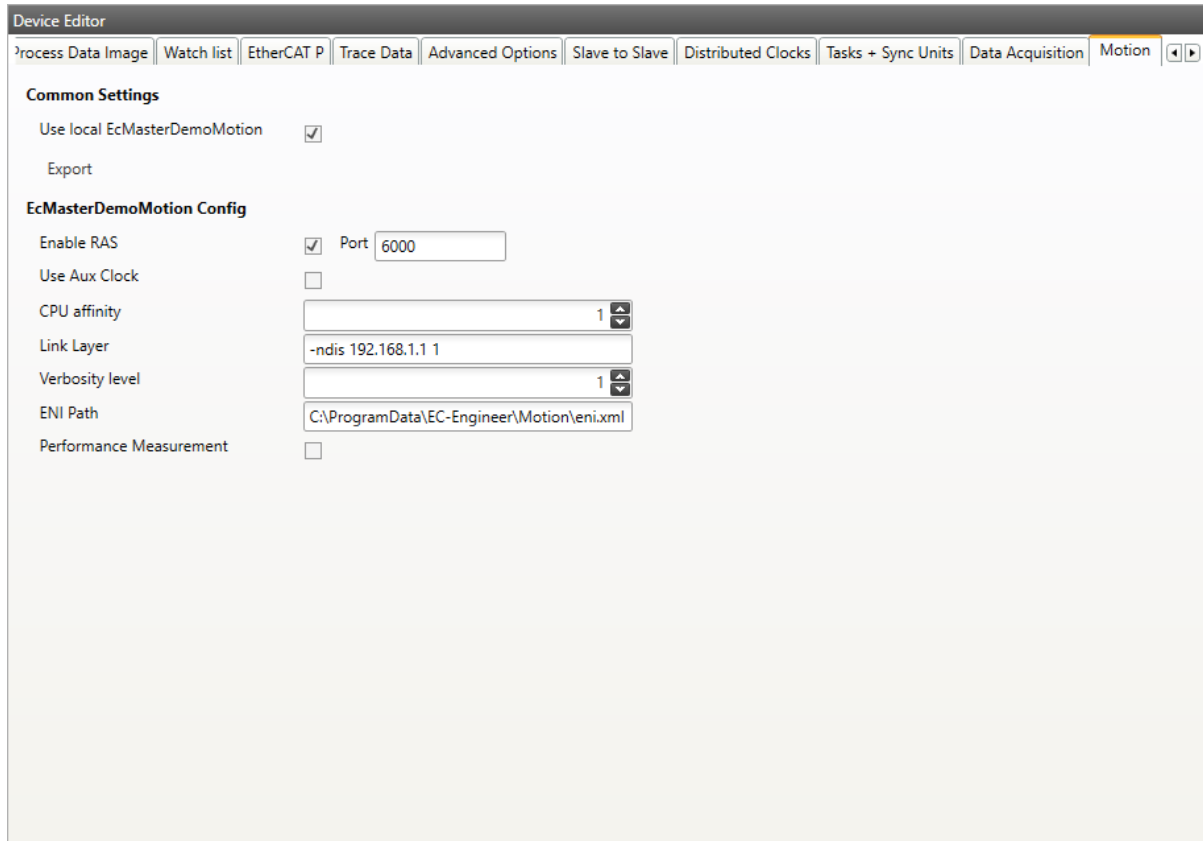 Device Editor
Process Data Image Watch list EtherCAT P Trace Data Advanced Options Slave to Slave Distributed Clocks Tasks + Sync Units Data Acquisition Motion
Common Settings
Use local EcMasterDemoMotion
Export
EcMasterDemoMotion Config
Enable RAS Port 6000
Use Aux Clock
CPU affinity 1
Link Layer -ndis 192.168.1.1 1
Verbosity level 1
ENI Path C:\ProgramData\EC-Engineer\Motion\eni.xml
Performance Measurement